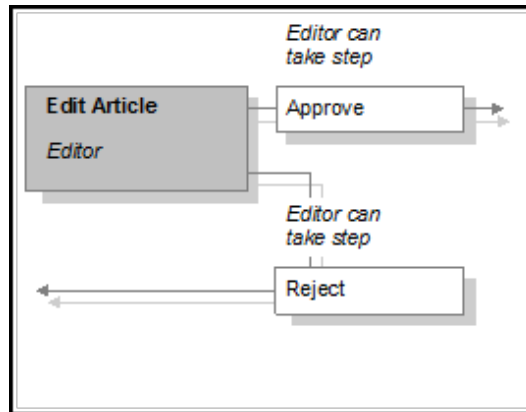 Editor can
take step
Edit Article
Approve
Editor
Editor can
take step
Reject